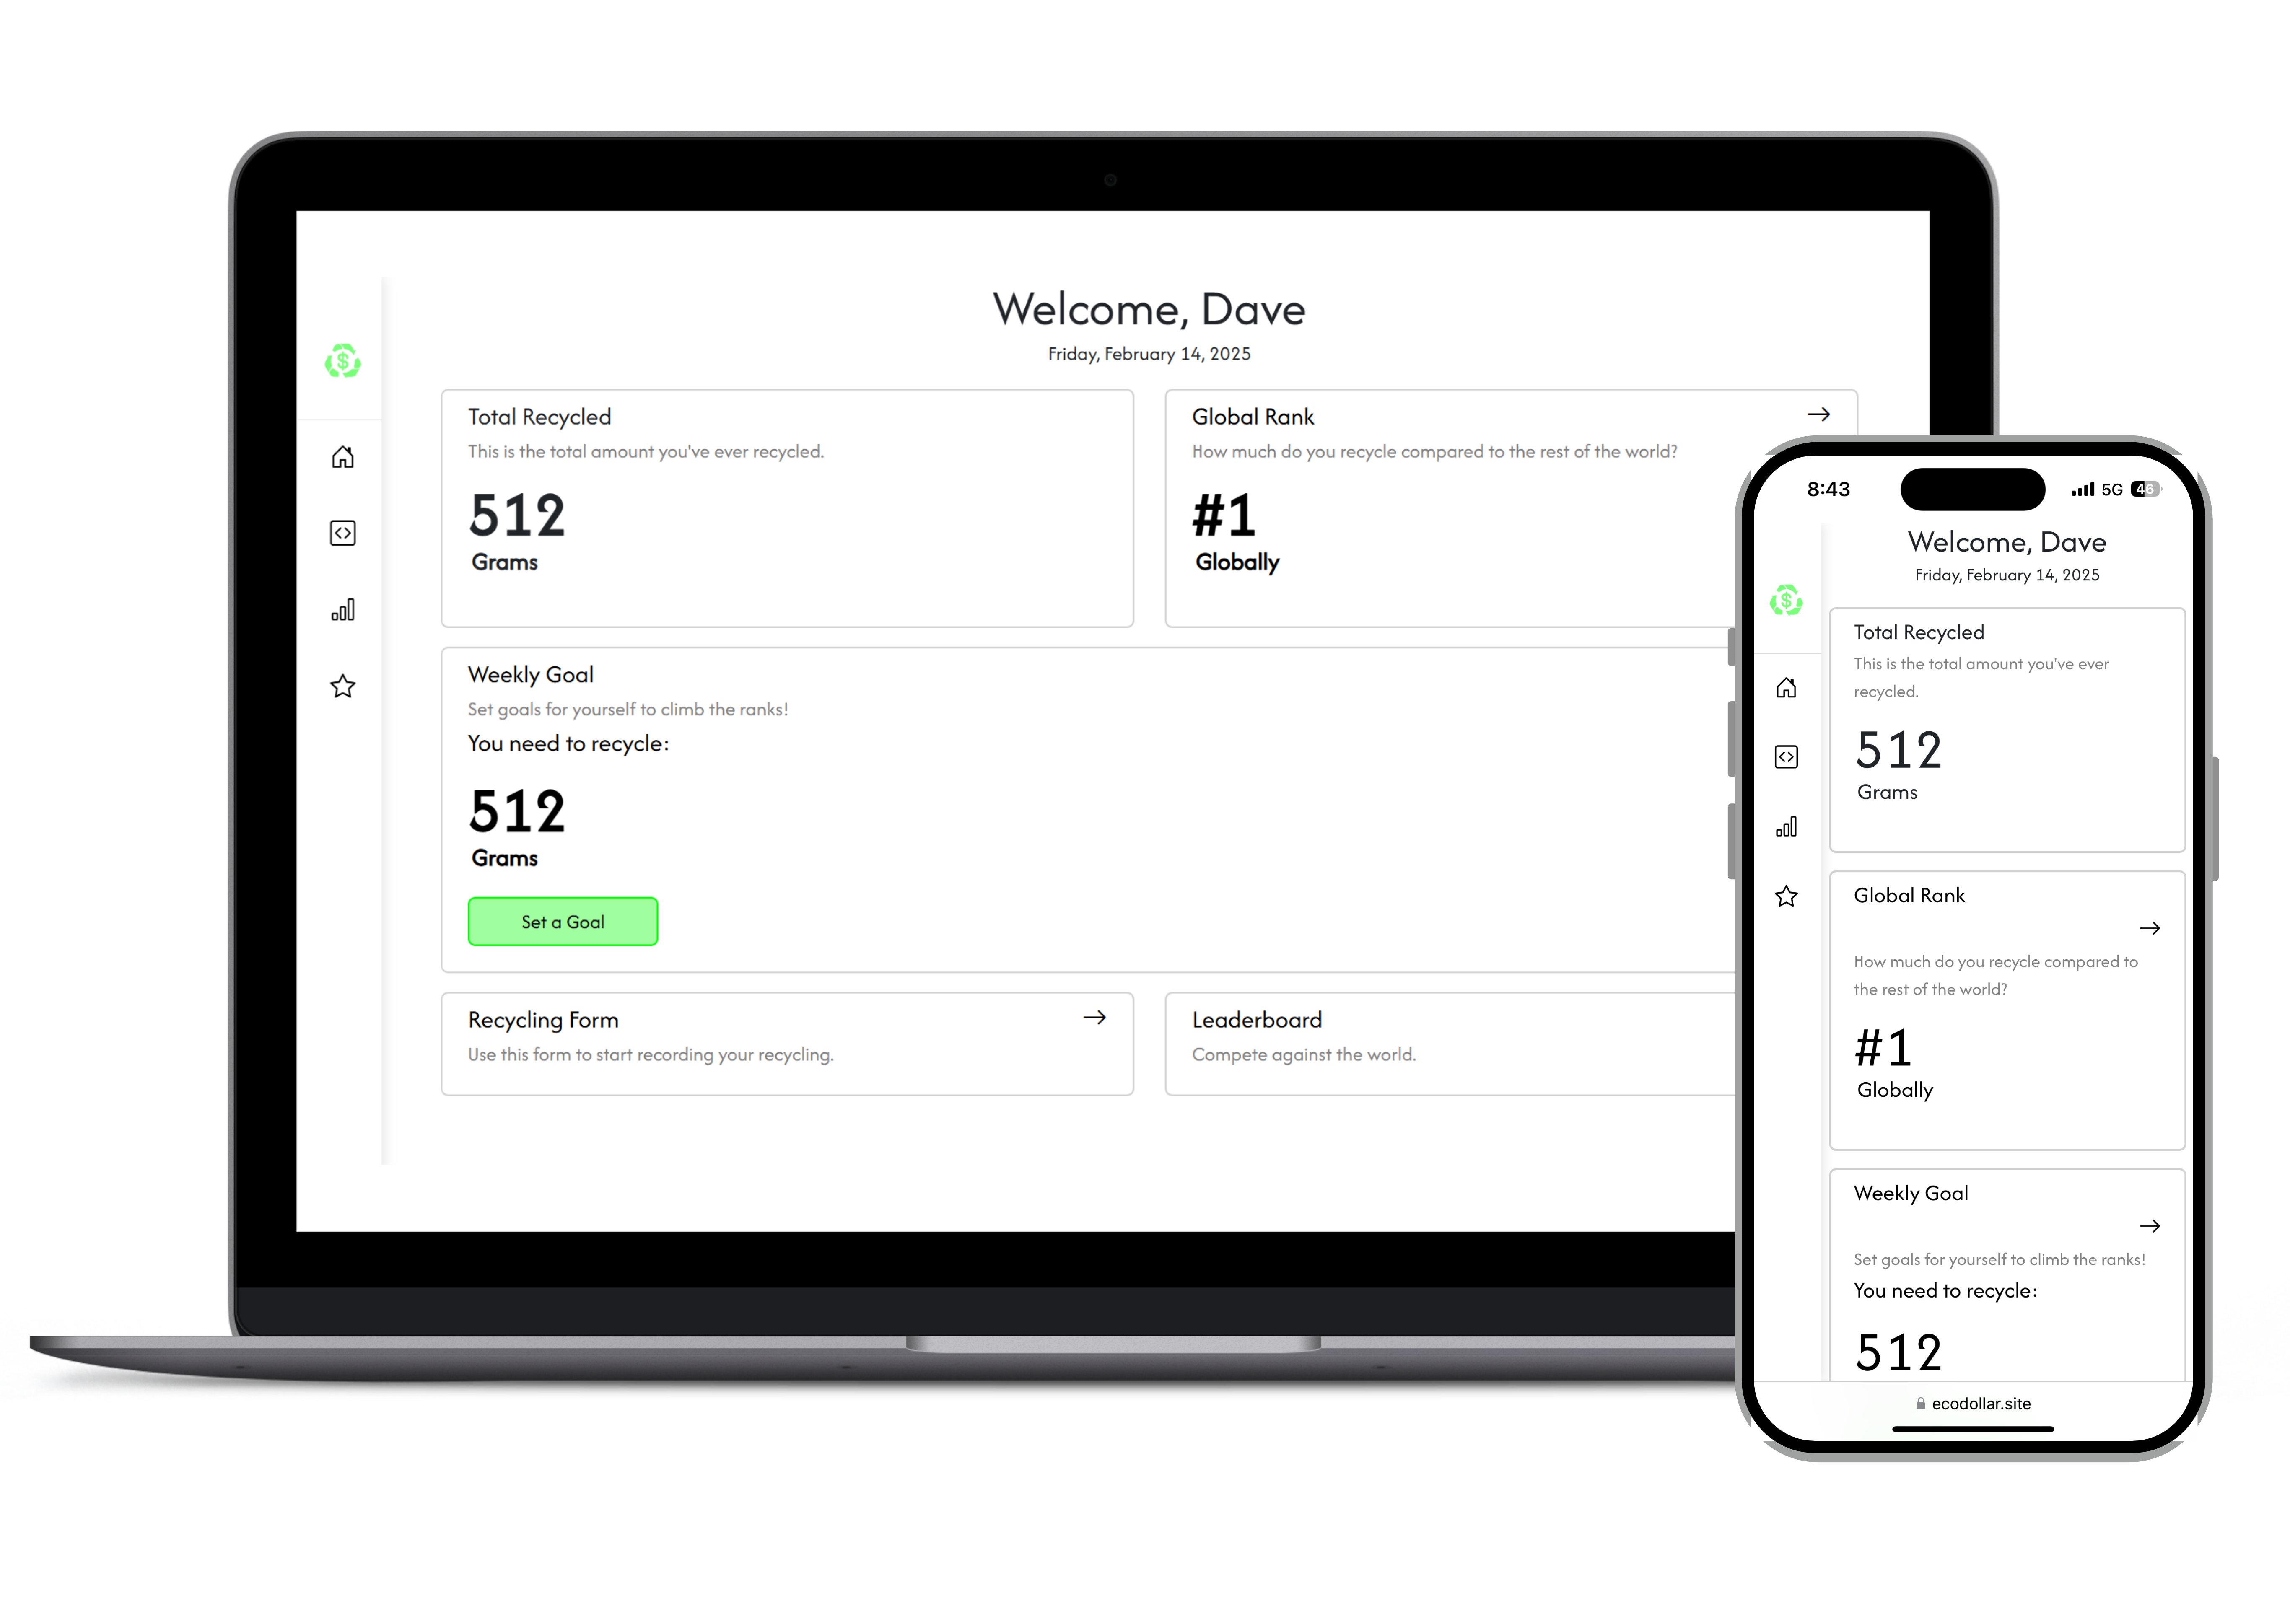 Welcome, Dave
Friday, February 14, 2025
$
Total Recycled
This is the total amount you've ever recycled.
512
Grams
Global Rank
How much do you recycle compared to the rest of the world?
#1
Globally
Weekly Goal
Set goals for yourself to climb the ranks!
You need to recycle:
512
Grams
Set a Goal
Recycling Form
Use this form to start recording your recycling.
Leaderboard
Compete against the world.
8:43
5G
46
Welcome, Dave
Friday, February 14, 2025
$
Total Recycled
This is the total amount you've ever
recycled.
512
Grams
Global Rank
How much do you recycle compared to
the rest of the world?
#1
Globally
Weekly Goal
Set goals for yourself to climb the ranks!
You need to recycle:
512
ecodollar.site